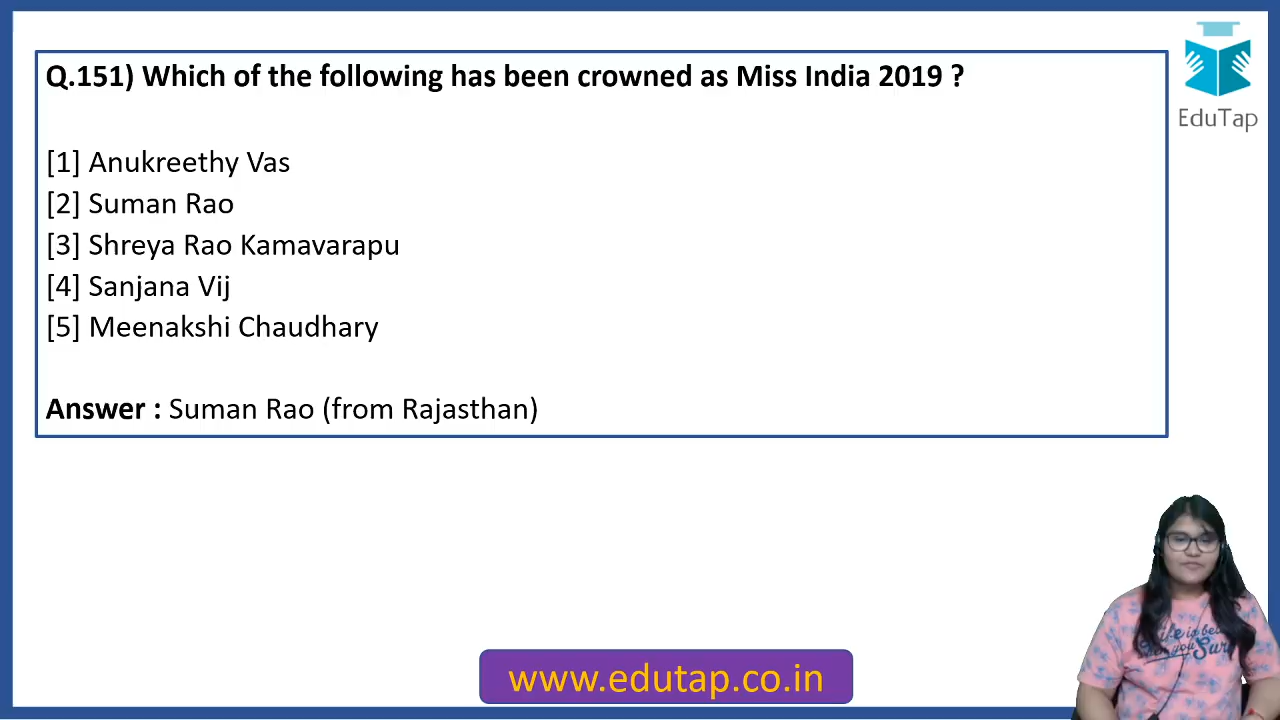 Q.151) Which of the following has been crowned as Miss India 2019 ?
[1] Anukreethy Vas
[2] Suman Rao
[3] Shreya Rao Kamavarapu
[4] Sanjana Vij
[5] Meenakshi Chaudhary
Answer : Suman Rao (from Rajasthan)
EduTap
www.edutap.co.in